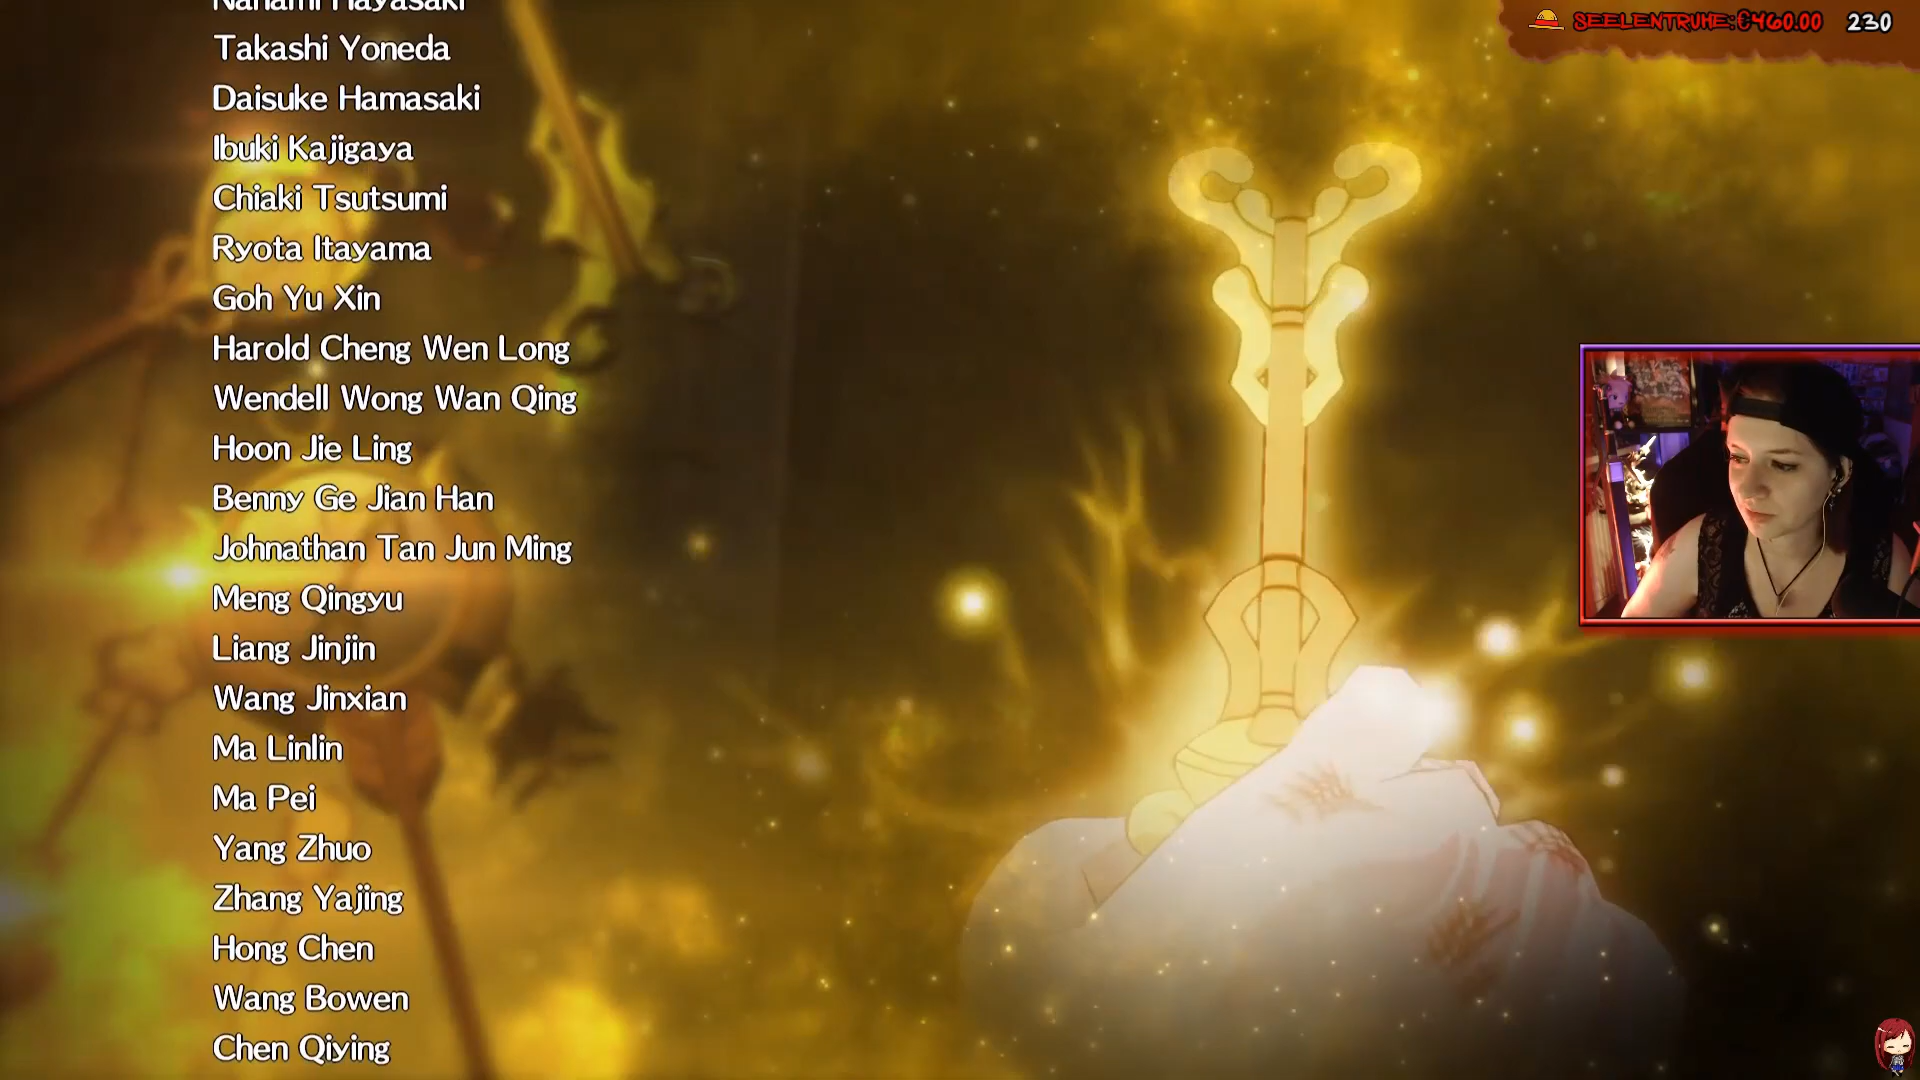 Nanami Hayasaki
SEELENTRUHE: €460.00 230
Takashi Yoneda
Daisuke Hamasaki
Ibuki Kajigaya
Chiaki Tsutsumi
Ryota Itayama
Goh Yu Xin
Harold Cheng Wen Long
Wendell Wong Wan Qing
Hoon Jie Ling
Benny Ge Jian Han
Johnathan Tan Jun Ming
Meng Qingyu
Liang Jinjin
Wang Jinxian
Ma Linlin
Ma Pei
Yang Zhuo
Zhang Yajing
Hong Chen
Wang Bowen
Chen Qiying